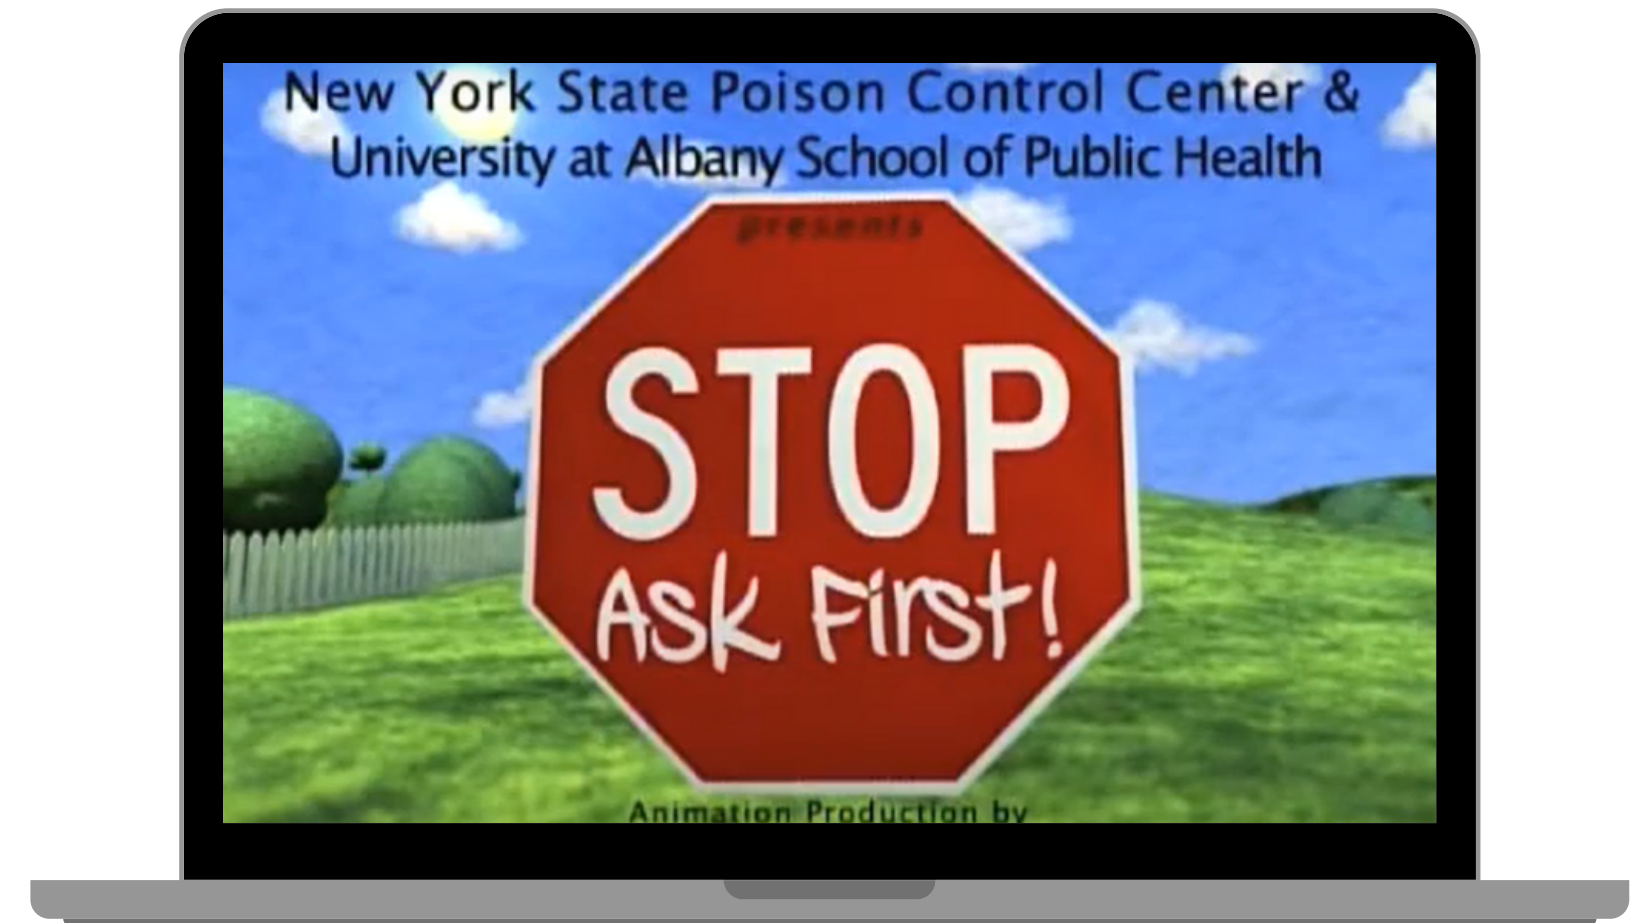 New York State Poison Control Center &
University at Albany School of Public Health
presents
STOP
Ask First!
Animation Production by